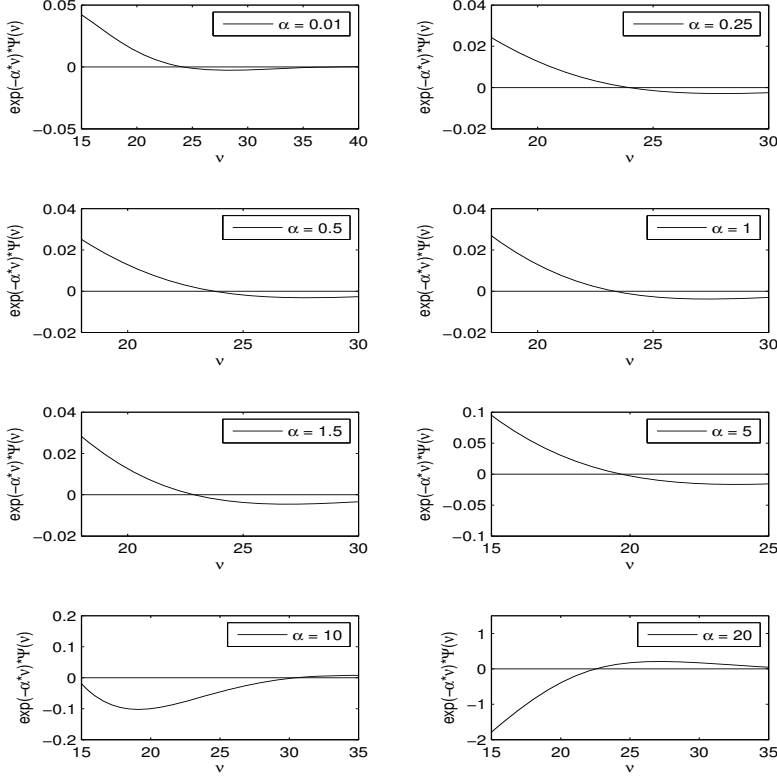 0.05
0
−0.05
15 20 25 30 35 40
ν
exp(−α*ν)*Ψ(ν)
α = 0.01
0.04
0.02
0
−0.02
20 25 30
ν
exp(−α*ν)*Ψ(ν)
α = 0.25
0.04
0.02
0
−0.02
20 25 30
ν
exp(−α*ν)*Ψ(ν)
α = 0.5
0.04
0.02
0
−0.02
20 25 30
ν
exp(−α*ν)*Ψ(ν)
α = 1
0.04
0.02
0
−0.02
20 25 30
ν
exp(−α*ν)*Ψ(ν)
α = 1.5
0.1
0.05
0
−0.05
−0.1
15 20 25
ν
exp(−α*ν)*Ψ(ν)
α = 5
0.2
0.1
0
−0.1
−0.2
15 20 25 30 35
ν
exp(−α*ν)*Ψ(ν)
α = 10
1
0
−1
−2
15 20 25 30 35
ν
exp(−α*ν)*Ψ(ν)
α = 20